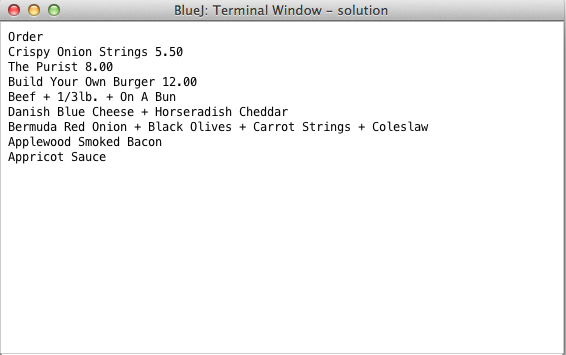 BlueJ: Terminal Window – solution
Order
Crispy Onion Strings 5.50
The Purist 8.00
Build Your Own Burger 12.00
Beef + 1/3lb. + On A Bun
Danish Blue Cheese + Horseradish Cheddar
Bermuda Red Onion + Black Olives + Carrot Strings + Coleslaw
Applewood Smoked Bacon
Appricot Sauce